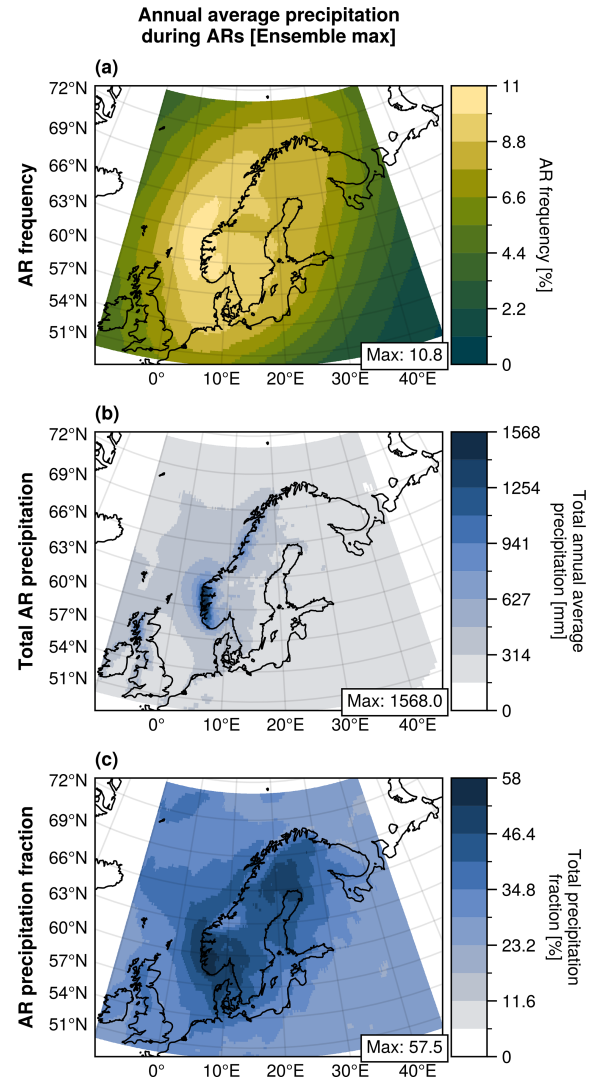 Annual average precipitation
during ARs [Ensemble max]
(a)
72°N
69°N
66°N
63°N
60°N
57°N
54°N
51°N
AR frequency
0°
10°E
20°E
30°E
40°E
Max: 10.8
11
8.8
6.6
4.4
2.2
0
AR frequency [%]
(b)
72°N
69°N
66°N
63°N
60°N
57°N
54°N
51°N
Total AR precipitation
0°
10°E
20°E
30°E
40°E
Max: 1568.0
1568
1254
941
627
314
0
Total annual average
precipitation [mm]
(c)
72°N
69°N
66°N
63°N
60°N
57°N
54°N
51°N
AR precipitation fraction
0°
10°E
20°E
30°E
40°E
Max: 57.5
58
46.4
34.8
23.2
11.6
0
Total precipitation
fraction [%]